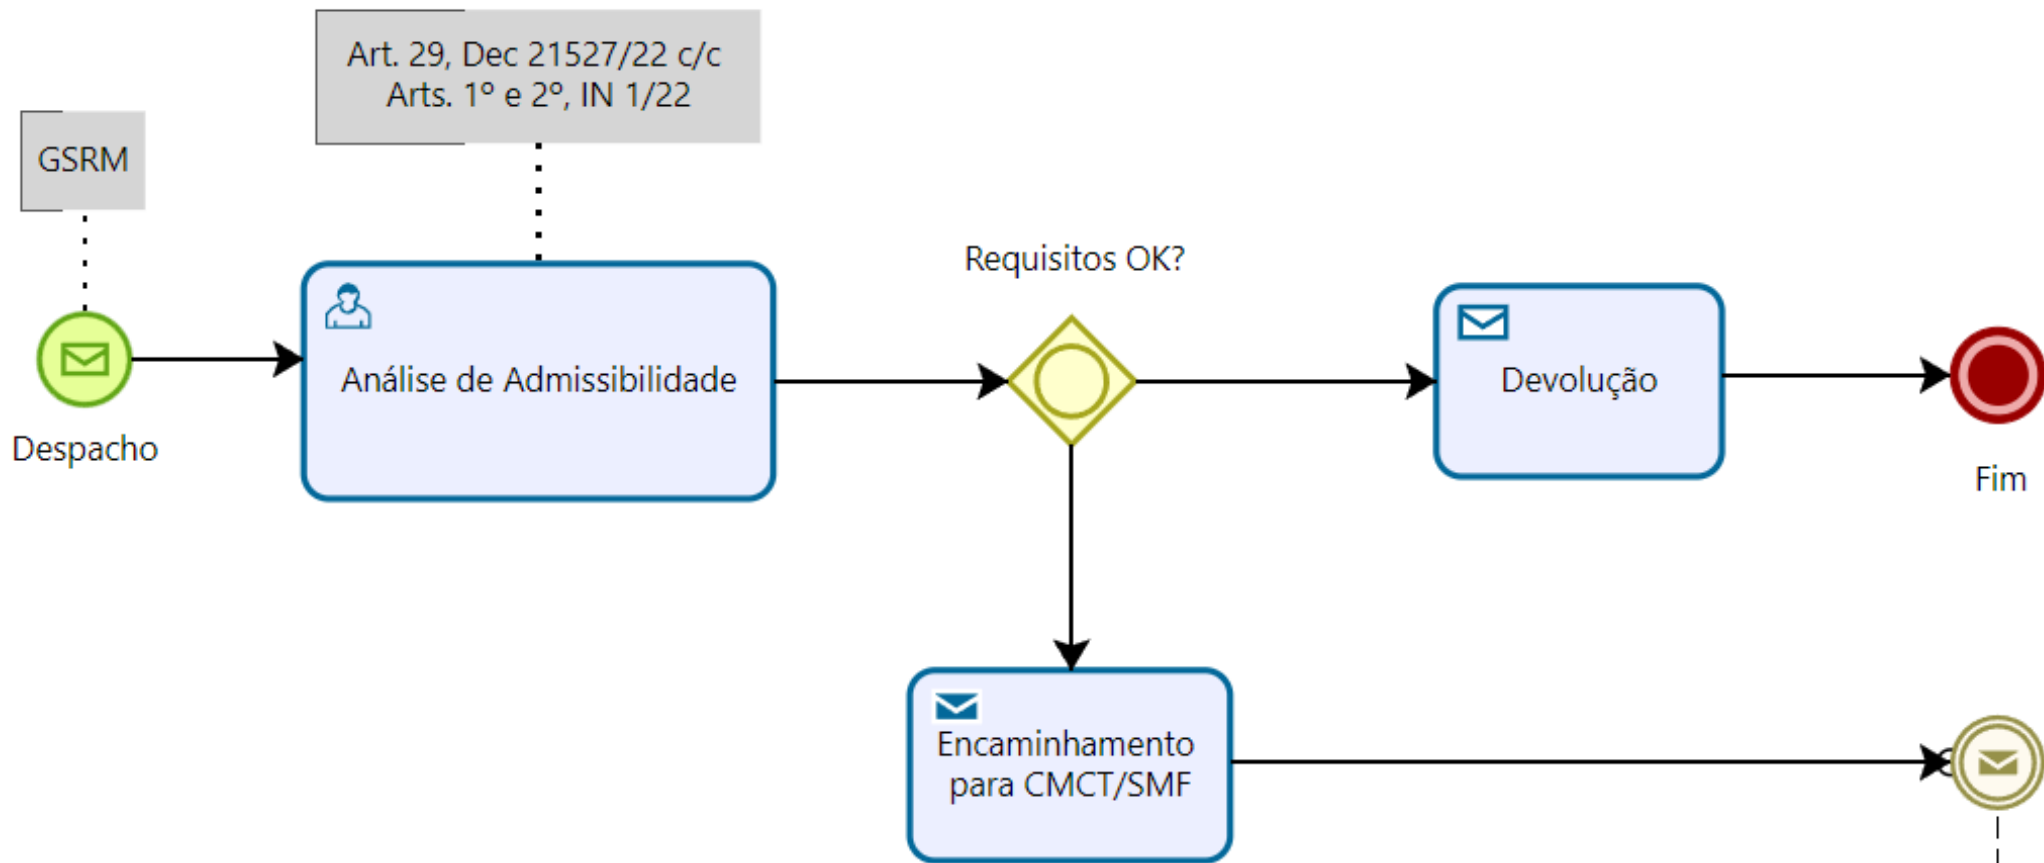 Art. 29, Dec 21527/22 c/c
Arts. 1º e 2º, IN 1/22
GSRM
Requisitos OK?
Análise de Admissibilidade
Devolução
Despacho
Fim
Encaminhamento
para CMCT/SMF